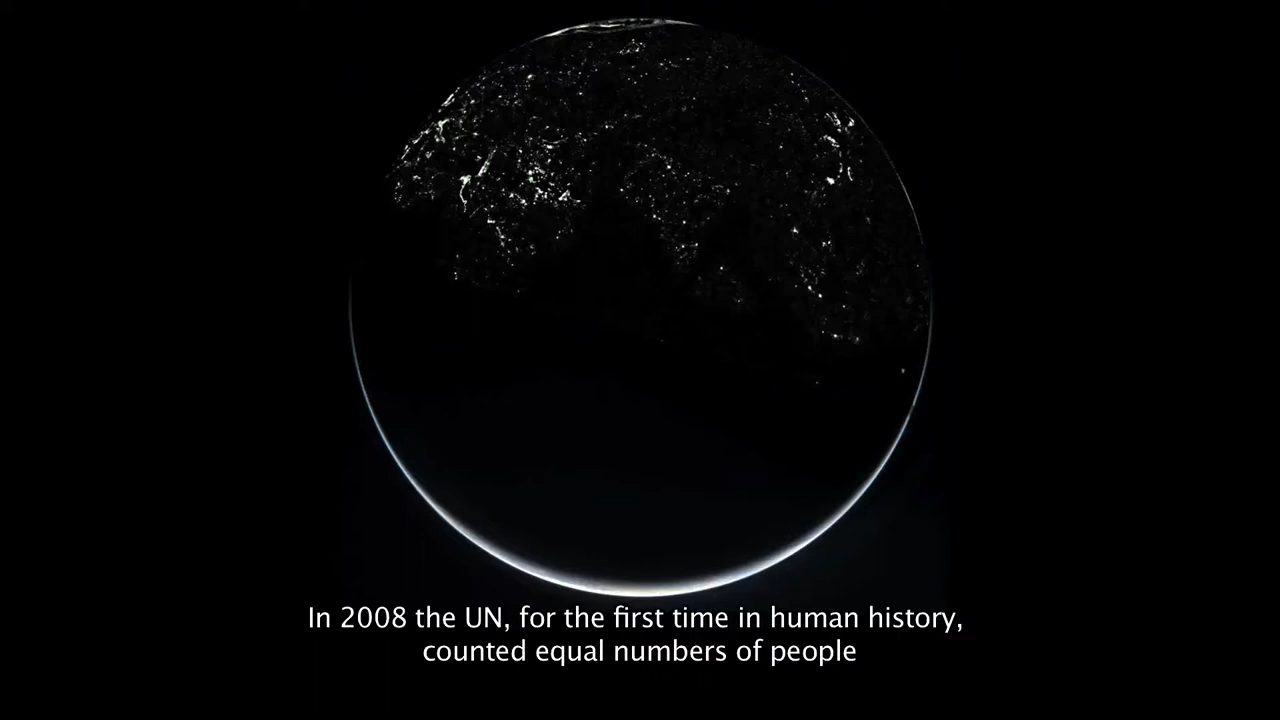 In 2008 the UN, for the first time in human history,
counted equal numbers of people